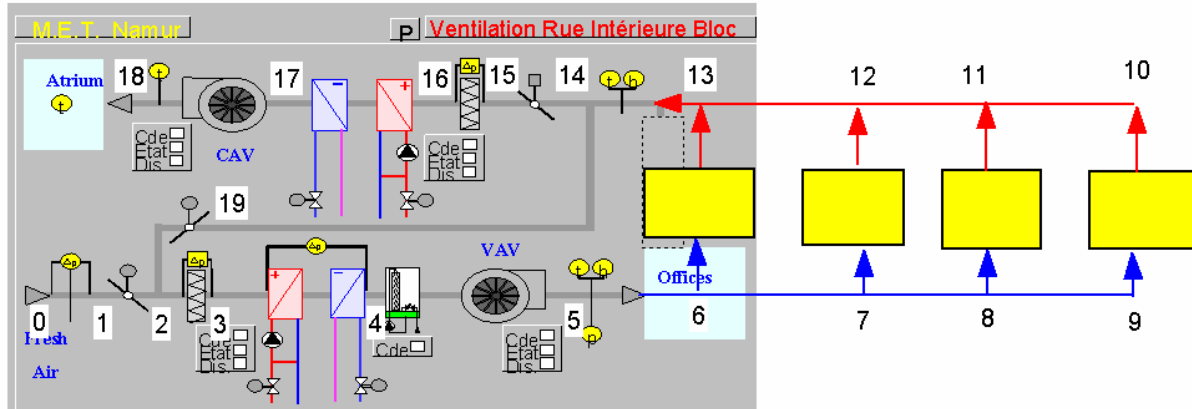 M.E.T. Namur
P
Ventilation Rue Intérieure Bloc
Atrium
18
17
16
15
14
13
12
11
10
t
t
Δp
t h
- +
Cde
Etat
Dis.
CAV
Cde
Etat
Dis.
19
VAV
Δp
Δp
Δp
+ -
t h
Offices
0
1
2
3
4
5
p
6
7
8
9
Fresh
Air
Cde
Etat
Dis.
Cde
Cde
Etat
Dis.